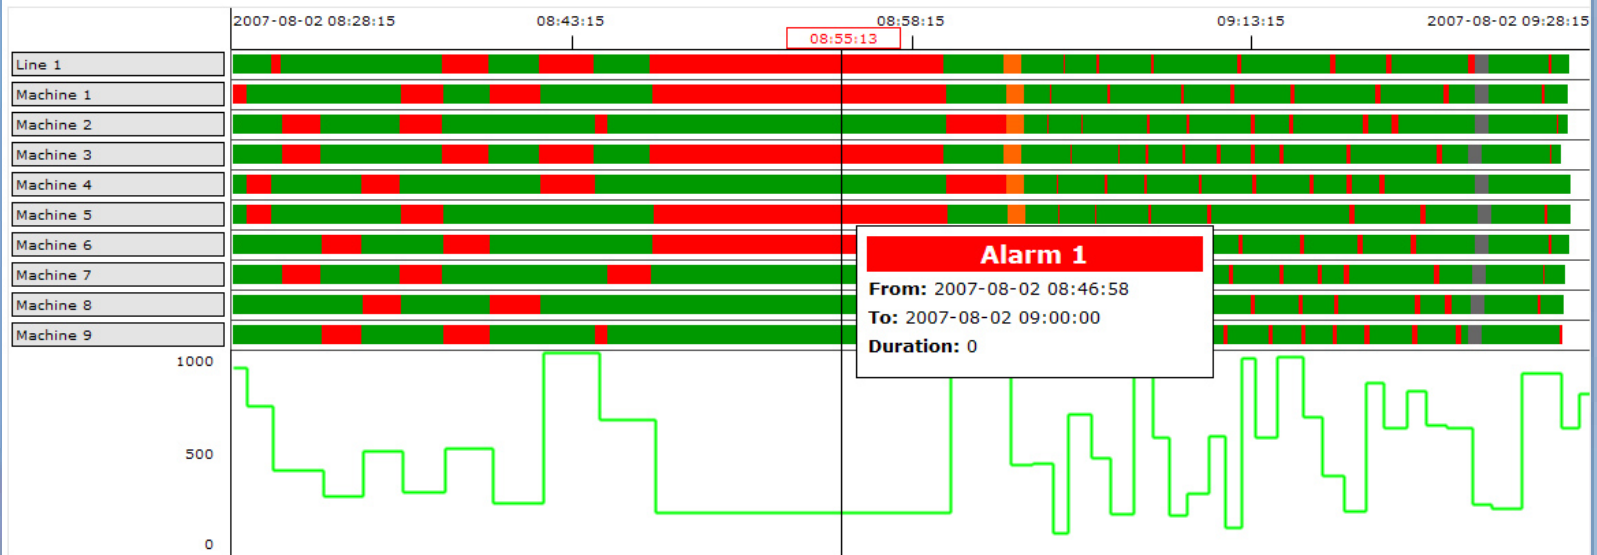 2007-08-02 08:28:15 08:43:15 08:58:15 09:13:15 2007-08-02 09:28:15
08:55:13
Line 1
Machine 1
Machine 2
Machine 3
Machine 4
Machine 5
Machine 6
Machine 7
Machine 8
Machine 9
Alarm 1
From: 2007-08-02 08:46:58
To: 2007-08-02 09:00:00
Duration: 0
1000
500
0